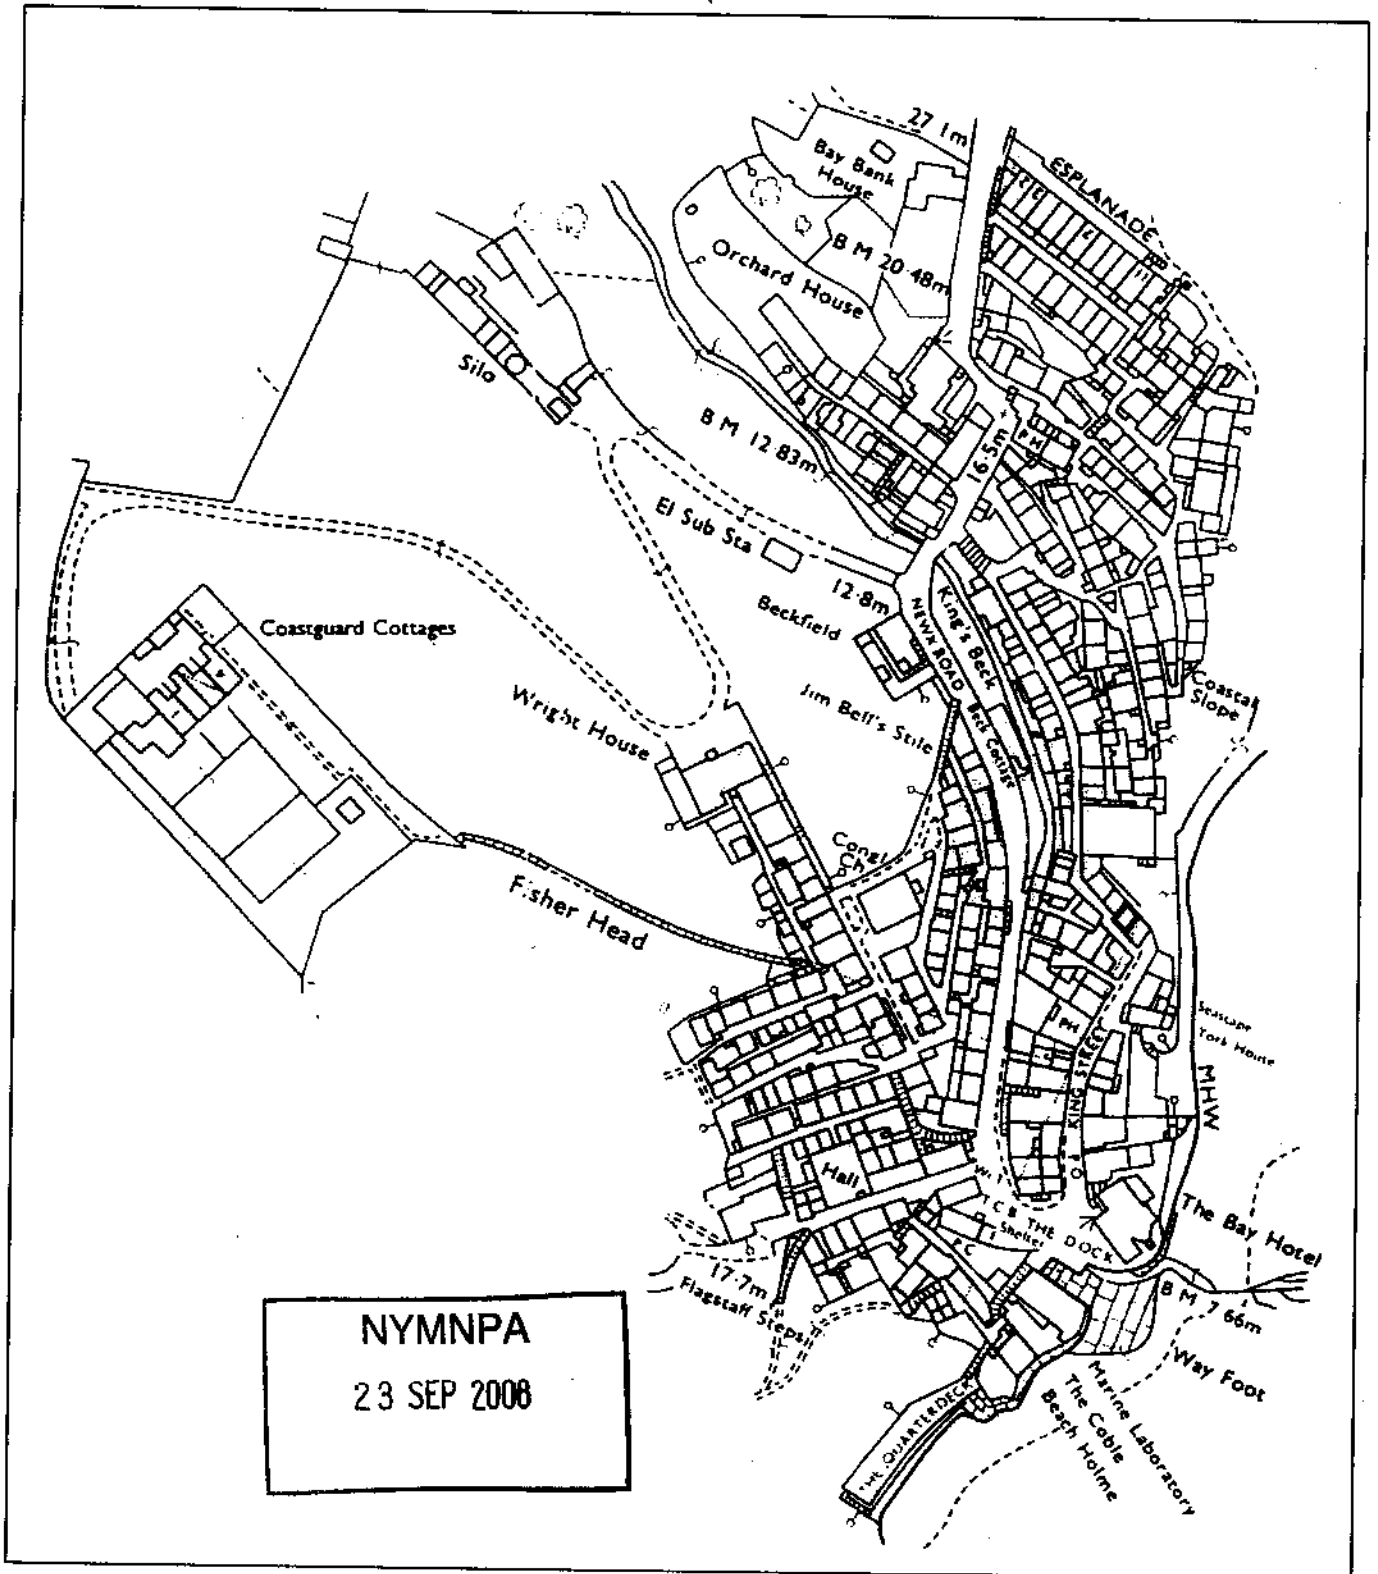 27 1m
ESPLANADE
Bay Bank
House
B M 20·48m
Orchard House
Silo
B M 12 83m
16·5m
PH
El Sub Sta
12·8m
Beckfield
NEW ROAD
King's Beck
Coastguard Cottages
Coastal
Slope
Jim Bell's Stile
Beck Cottage
Wright House
Congl
Ch
Fisher Head
PH
KING STREET
Seascape
York House
MHW
Hall
T C B
THE DOCK
Shelter
P C
The Bay Hotel
B M 7 66m
17·7m
Flagstaff Steps
Way Foot
Marine Laboratory
The Coble
Beach Holme
THE QUARTERDECK
NYMNPA
23 SEP 2008